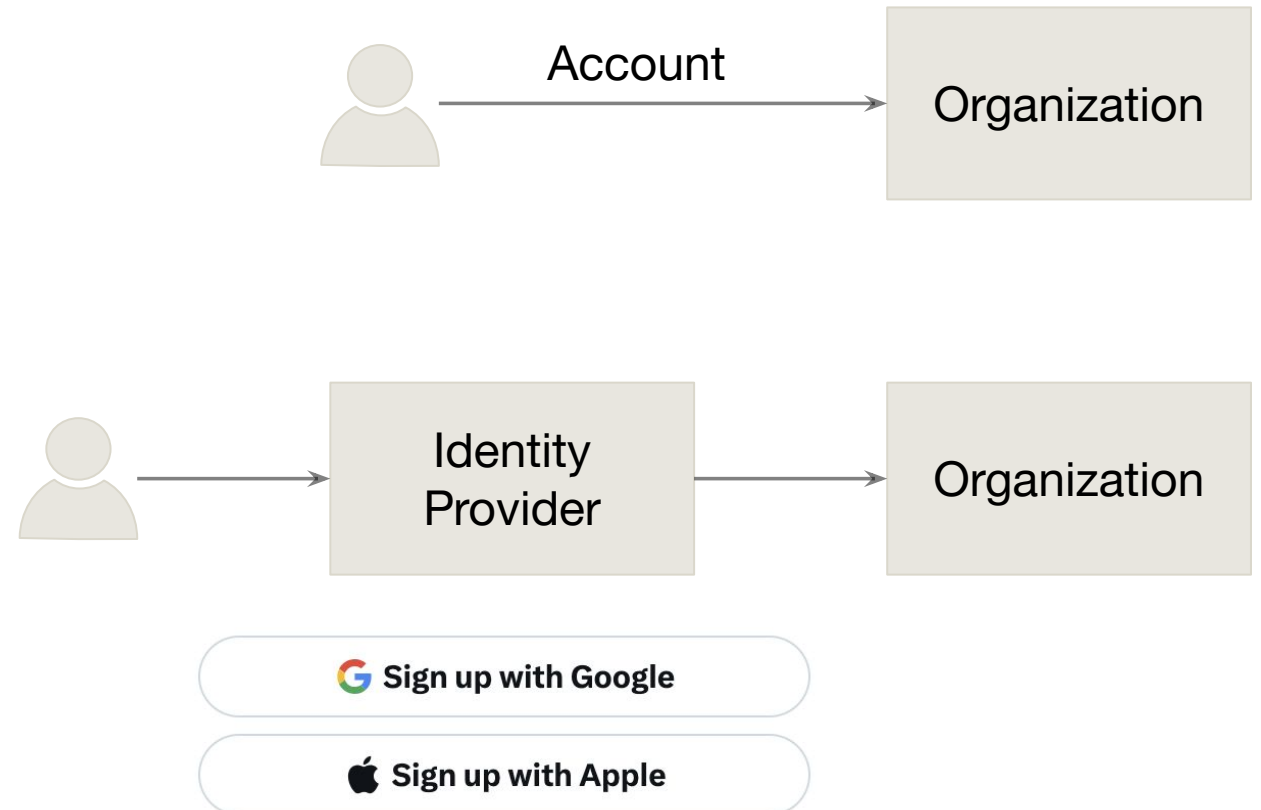 Account
Organization
Identity
Provider
Organization
Sign up with Google
Sign up with Apple